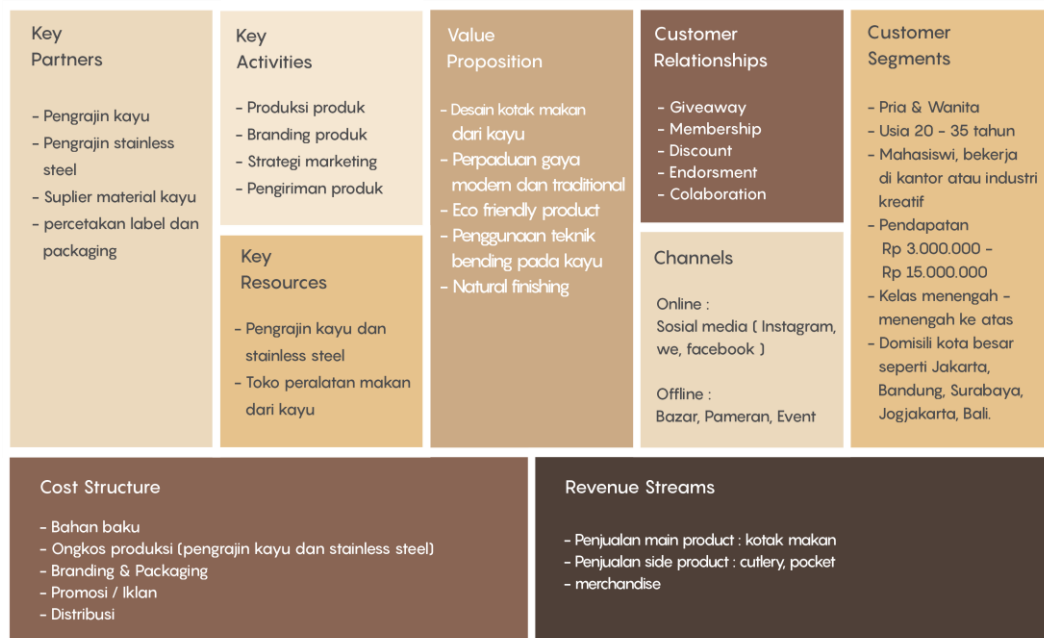 Key
Partners
- Pengrajin kayu
- Pengrajin stainless
steel
- Suplier material kayu
- percetakan label dan
packaging
Key
Activities
- Produksi produk
- Branding produk
- Strategi marketing
- Pengiriman produk
Key
Resources
- Pengrajin kayu dan
stainless steel
- Toko peralatan makan
dari kayu
Value
Proposition
- Desain kotak makan
dari kayu
- Perpaduan gaya
modern dan traditional
- Eco friendly product
- Penggunaan teknik
bending pada kayu
- Natural finishing
Customer
Relationships
- Giveaway
- Membership
- Discount
- Endorsment
- Colaboration
Channels
Online :
Sosial media ( Instagram,
we, facebook )
Offline :
Bazar, Pameran, Event
Customer
Segments
- Pria & Wanita
- Usia 20 - 35 tahun
- Mahasiswi, bekerja
di kantor atau industri
kreatif
- Pendapatan
Rp 3.000.000 -
Rp 15.000.000
- Kelas menengah -
menengah ke atas
- Domisili kota besar
seperti Jakarta,
Bandung, Surabaya,
Jogjakarta, Bali.
Cost Structure
- Bahan baku
- Ongkos produksi (pengrajin kayu dan stainless steel)
- Branding & Packaging
- Promosi / Iklan
- Distribusi
Revenue Streams
- Penjualan main product : kotak makan
- Penjualan side product : cutlery, pocket
- merchandise